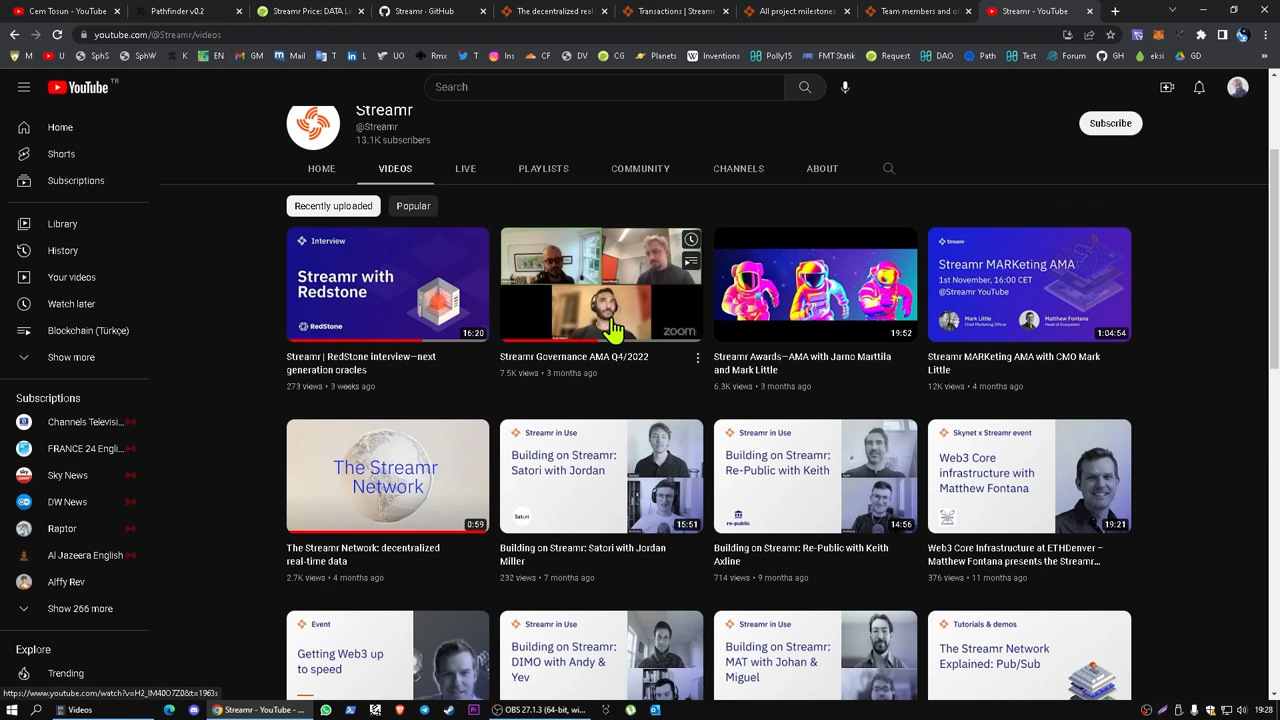 Cem Tosun - YouTube
Pathfinder v0.2
Streamr Price: DATA L
Streamr · GitHub
The decentralized real
Transactions | Streamr
All project milestones
Team members and of
Streamr - YouTube
youtube.com/@Streamr/videos
M
U
SphS
SphW
K
EN
GM
Mail
T
in
UO
Rmx
T
Ins
CF
DV
CG
Planets
Inventions
Polly15
FMT Statik
Request
DAO
Path
Test
Forum
GH
eksi
GD
YouTube TR
Search
Home
Shorts
Subscriptions
Library
History
Your videos
Watch later
Blockchain (Türkçe)
Show more
Subscriptions
Channels Televisi...
FRANCE 24 Engli...
Sky News
DW News
Raptor
Al Jazeera English
Alffy Rev
Show 266 more
Explore
Trending
Streamr
@Streamr
13.1K subscribers
Subscribe
HOME
VIDEOS
LIVE
PLAYLISTS
COMMUNITY
CHANNELS
ABOUT
Recently uploaded
Popular
Interview
Streamr with
Redstone
RedStone
16:20
Streamr | RedStone interview—next
generation oracles
273 views • 3 weeks ago
zoom
Streamr Governance AMA Q4/2022
7.5K views • 3 months ago
19:52
Streamr Awards—AMA with Jarno Marttila
and Mark Little
6.3K views • 3 months ago
Streamr
Streamr MARKeting AMA
1st November, 16:00 CET
@Streamr YouTube
Mark Little
Chief Marketing Officer
Matthew Fontana
Head of Ecosystem
1:04:54
Streamr MARKeting AMA with CMO Mark
Little
12K views • 4 months ago
The Streamr
Network
0:59
The Streamr Network: decentralized
real-time data
2.7K views • 4 months ago
Streamr in Use
Building on Streamr:
Satori with Jordan
Satori
15:51
Building on Streamr: Satori with Jordan
Miller
232 views • 7 months ago
Streamr in Use
Building on Streamr:
Re-Public with Keith
re-public
14:56
Building on Streamr: Re-Public with Keith
Axline
714 views • 9 months ago
Skynet x Streamr event
Web3 Core
infrastructure with
Matthew Fontana
19:21
Web3 Core Infrastructure at ETHDenver –
Matthew Fontana presents the Streamr...
376 views • 11 months ago
Event
Getting Web3 up
to speed
Streamr in Use
Building on Streamr:
DIMO with Andy &
Yev
Streamr in Use
Building on Streamr:
MAT with Johan &
Miguel
Tutorials & demos
The Streamr Network
Explained: Pub/Sub
Videos
Streamr - YouTube - ...
OBS 27.1.3 (64-bit, wi...
19:28